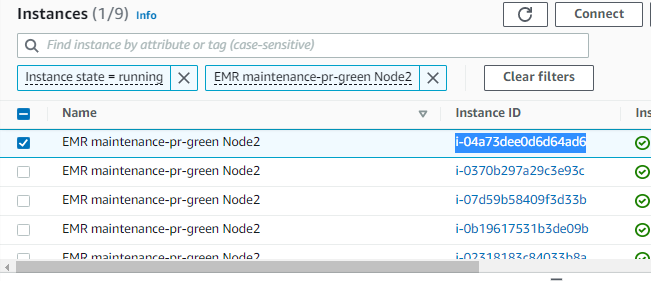 Instances (1/9) Info
Connect
Find instance by attribute or tag (case-sensitive)
Instance state = running
EMR maintenance-pr-green Node2
Clear filters
Name
Instance ID
Ins
EMR maintenance-pr-green Node2 i-04a73dee0d6d64ad6
EMR maintenance-pr-green Node2 i-0370b297a29c3e93c
EMR maintenance-pr-green Node2 i-07d59b58409f3d33b
EMR maintenance-pr-green Node2 i-0b19617531b3de09b
EMR maintenance-pr-green Node2 i-02318183c84033b8a